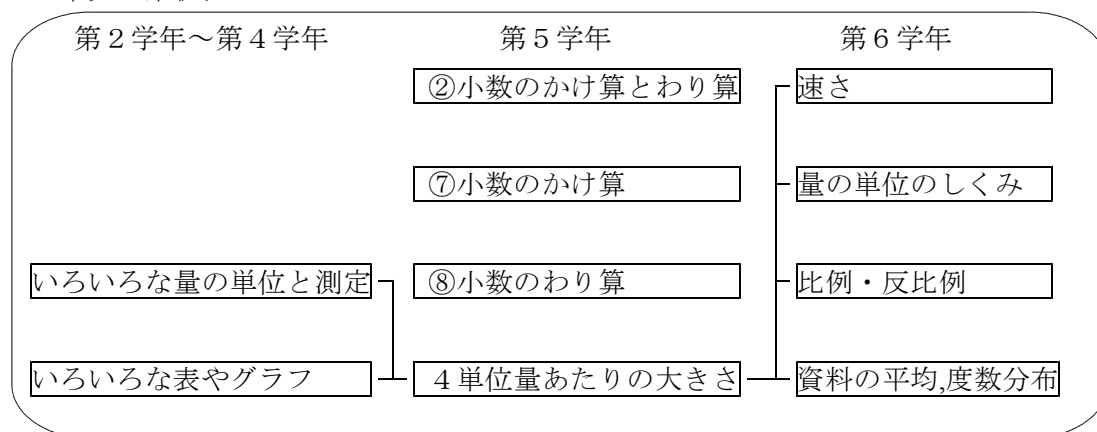 第２学年～第４学年 第５学年 第６学年
②小数のかけ算とわり算 速さ
⑦小数のかけ算 量の単位のしくみ
いろいろな量の単位と測定 ⑧小数のわり算 比例・反比例
いろいろな表やグラフ ４単位量あたりの大きさ 資料の平均,度数分布